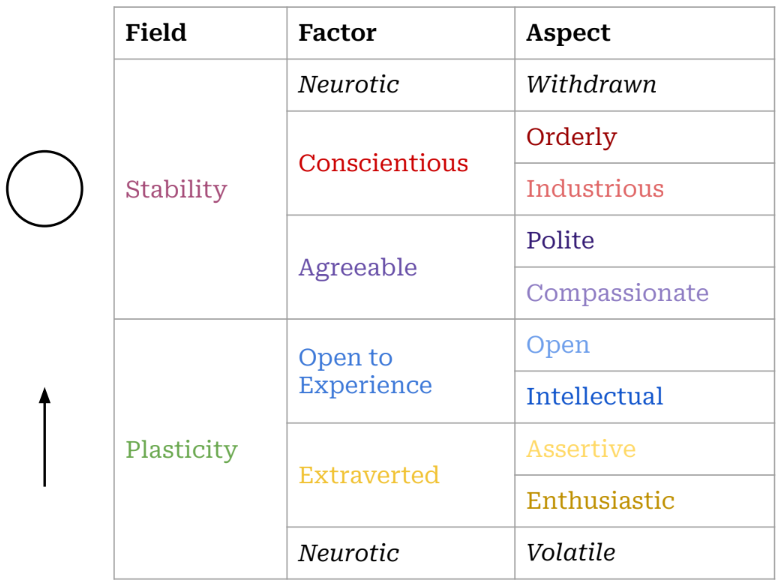 Field Factor Aspect
Neurotic Withdrawn
Stability Conscientious Orderly
Industrious
Agreeable Polite
Compassionate
Plasticity Open to
Experience Open
Intellectual
Extraverted Assertive
Enthusiastic
Neurotic Volatile